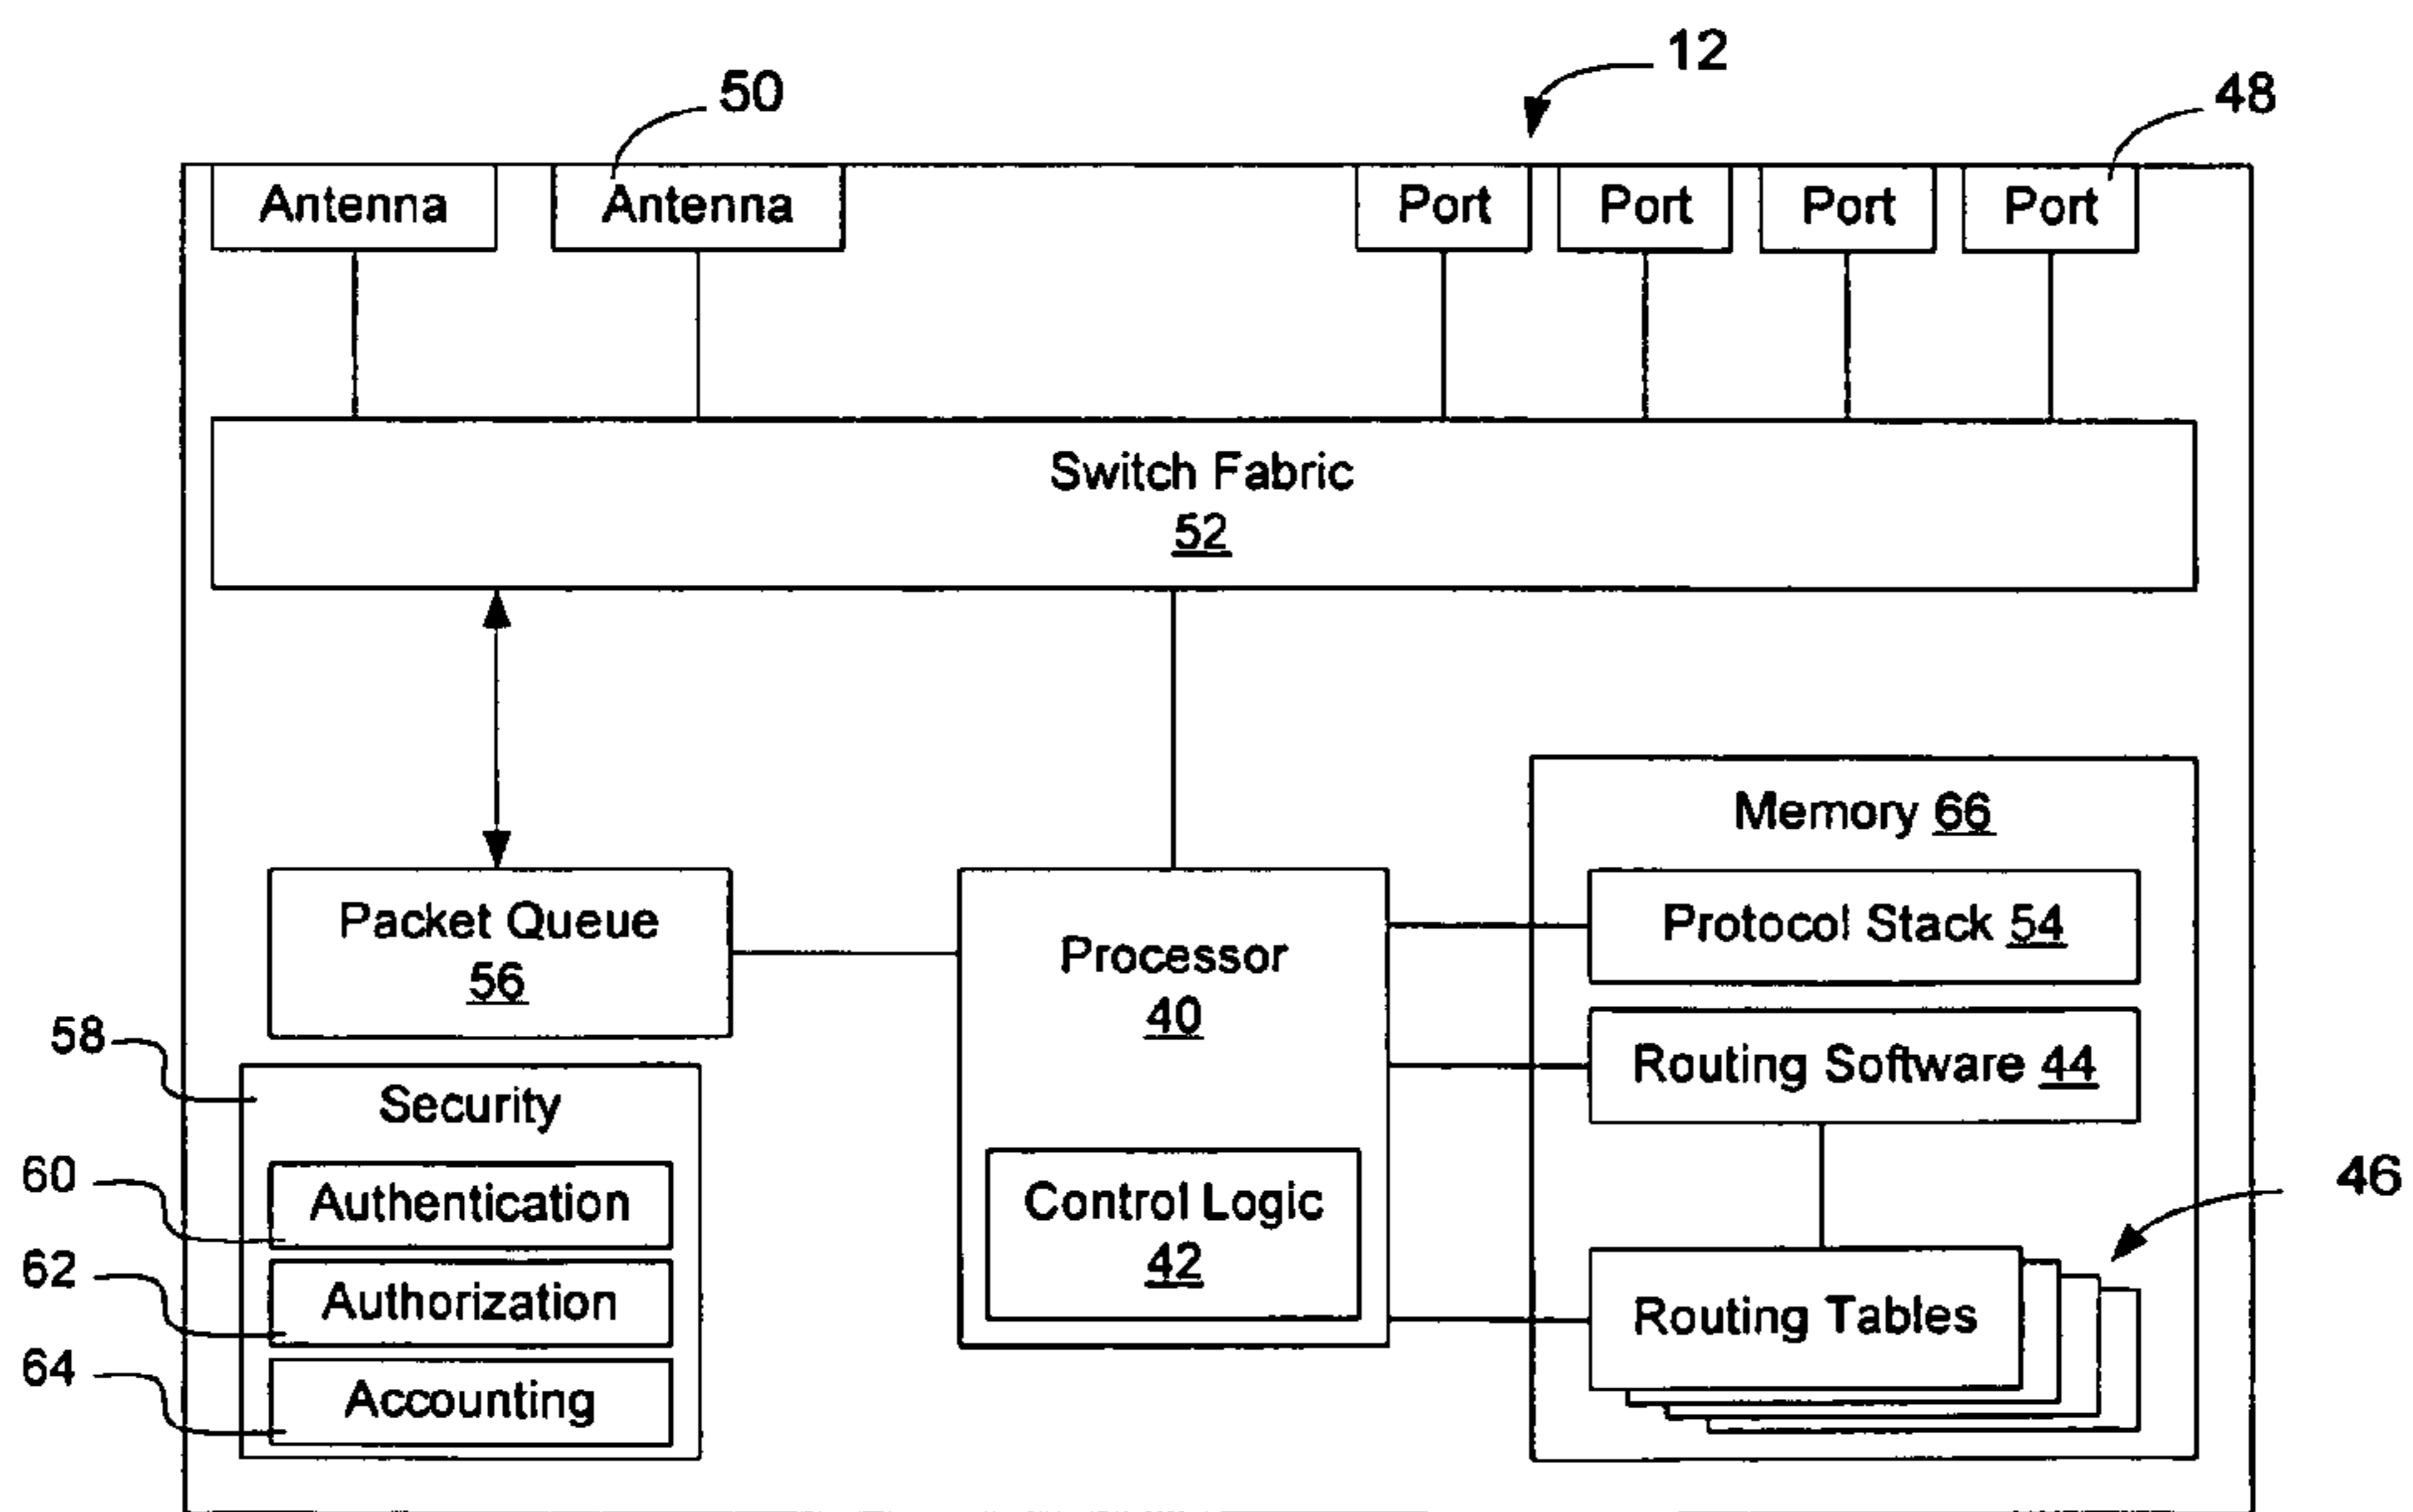 12
50
48
Antenna
Antenna
Port
Port
Port
Port
Switch Fabric
52
Memory 66
Packet Queue
56
Processor
40
Protocol Stack 54
Routing Software 44
58
Security
60
Authentication
Control Logic
42
46
62
Authorization
Routing Tables
64
Accounting